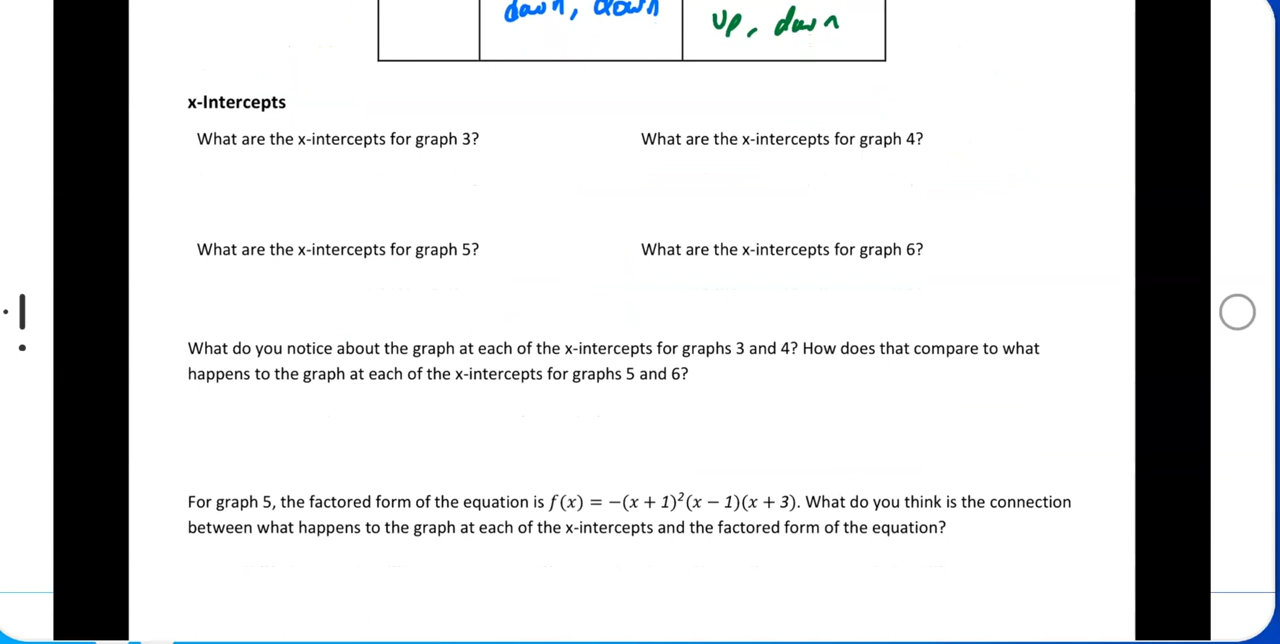 down, down
up, down
x-Intercepts
What are the x-intercepts for graph 3?
What are the x-intercepts for graph 4?
What are the x-intercepts for graph 5?
What are the x-intercepts for graph 6?
What do you notice about the graph at each of the x-intercepts for graphs 3 and 4? How does that compare to what
happens to the graph at each of the x-intercepts for graphs 5 and 6?
For graph 5, the factored form of the equation is f(x) = −(x + 1)²(x − 1)(x + 3). What do you think is the connection
between what happens to the graph at each of the x-intercepts and the factored form of the equation?